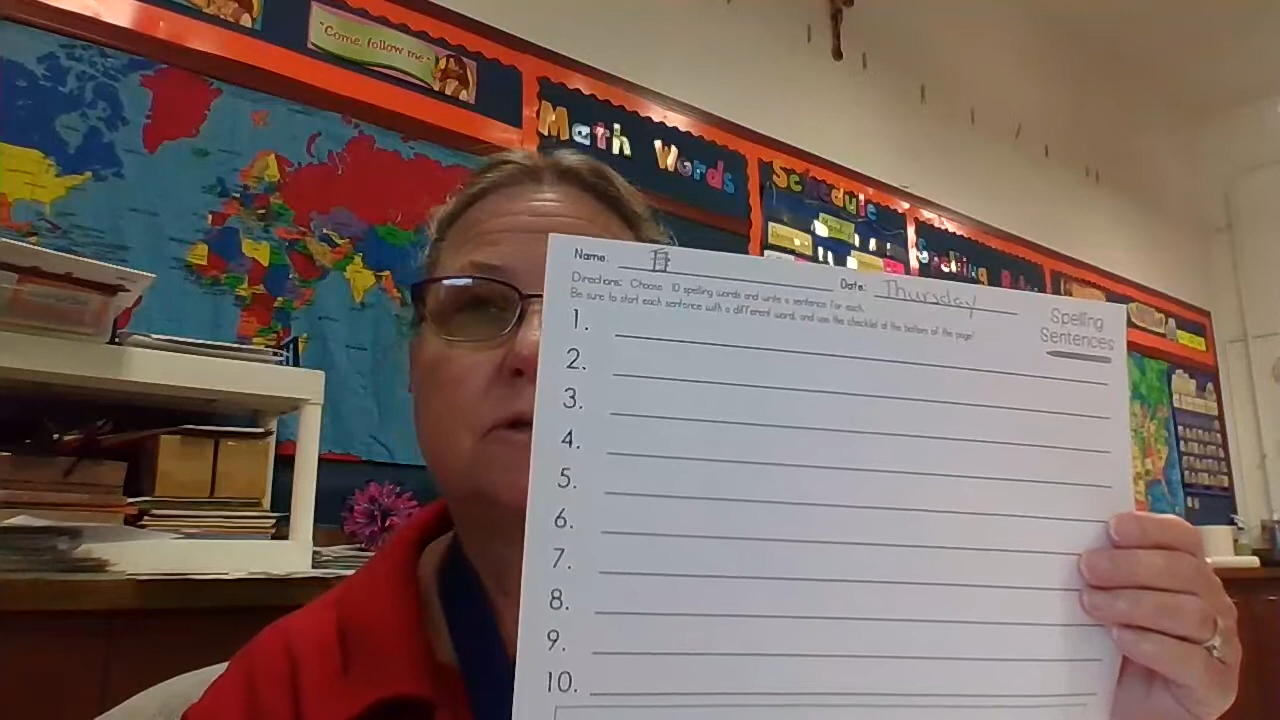 "Come, follow me"
Math Words
Schedule
Spelling
Name:
Date: Thursday
Directions: Choose 10 spelling words and write a sentence for each.
Be sure to start each sentence with a different word, and use the checklist at the bottom of the page!
Spelling
Sentences
1.
2.
3.
4.
5.
6.
7.
8.
9.
10.